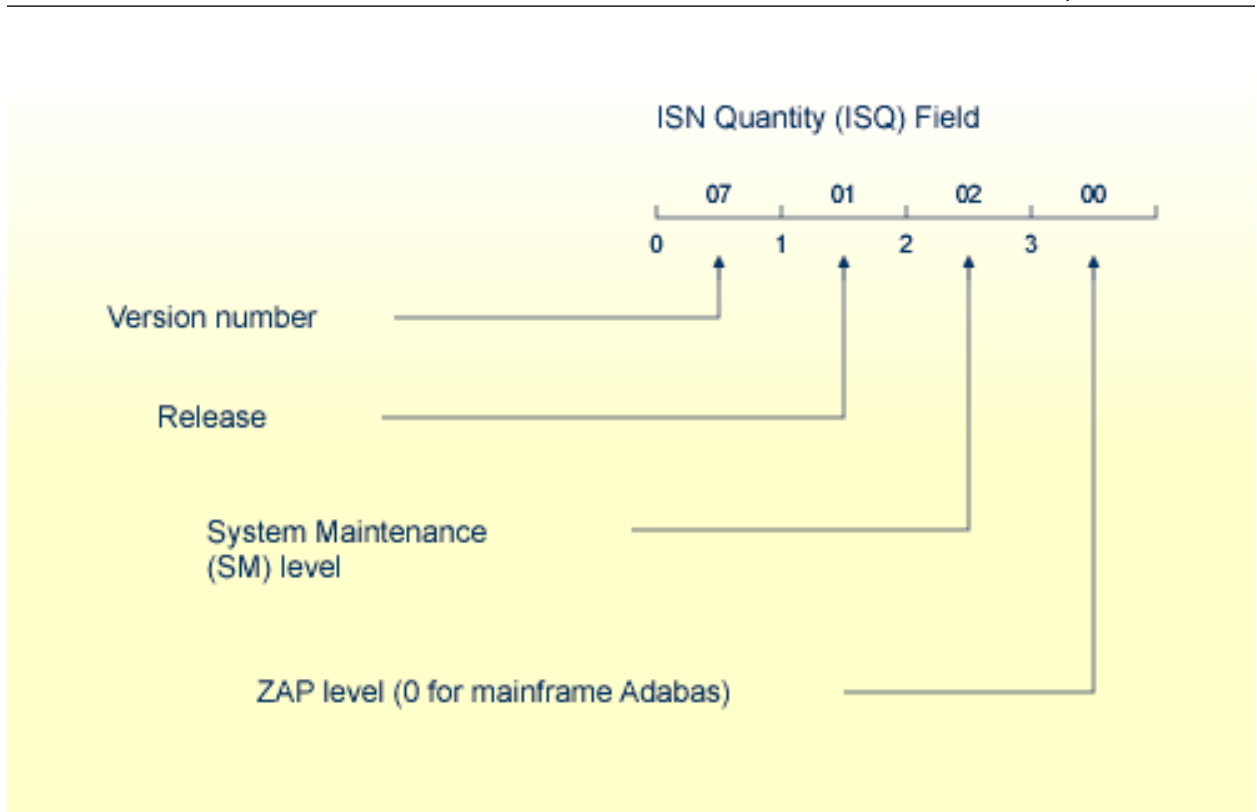 ISN Quantity (ISQ) Field
07 01 02 00
0 1 2 3
Version number
Release
System Maintenance
(SM) level
ZAP level (0 for mainframe Adabas)